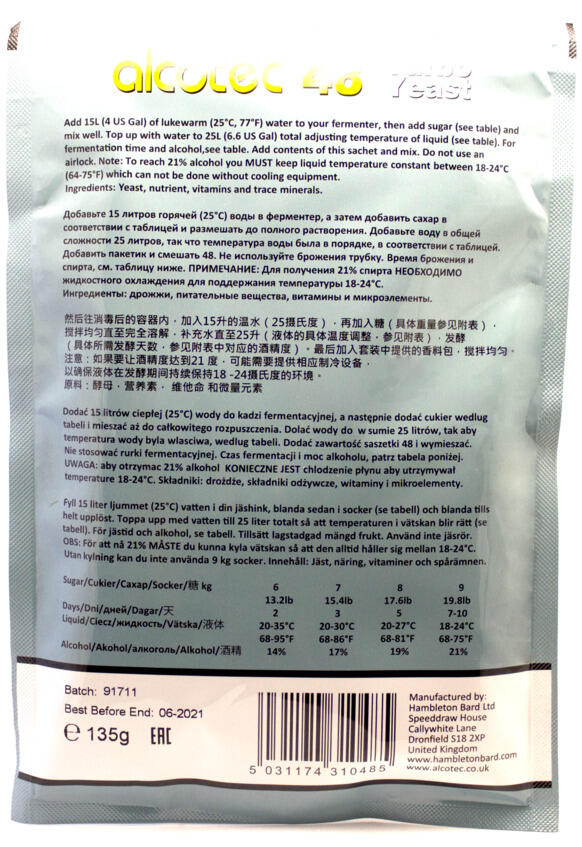 alcotec 48 Turbo
Yeast
Add 15L (4 US Gal) of lukewarm (25°C, 77°F) water to your fermenter, then add sugar (see table) and
mix well. Top up with water to 25L (6.6 US Gal) total adjusting temperature of liquid (see table). For
fermentation time and alcohol,see table. Add contents of this sachet and mix. Do not use an
airlock. Note: To reach 21% alcohol you MUST keep liquid temperature constant between 18-24°C
(64-75°F) which can not be done without cooling equipment.
Ingredients: Yeast, nutrient, vitamins and trace minerals.
Добавьте 15 литров горячей (25°С) воды в ферментер, а затем добавить сахар в
соответствии с таблицей и размешать до полного растворения. Добавьте воду в общей
сложности 25 литров, так что температура воды была в порядке, в соответствии с таблицей.
Добавить пакетик и смешать 48. Не используйте брожения трубку. Время брожения и
спирта, см. таблицу ниже. ПРИМЕЧАНИЕ: Для получения 21% спирта НЕОБХОДИМО
жидкостного охлаждения для поддержания температуры 18-24°С.
Ингредиенты: дрожжи, питательные вещества, витамины и микроэлементы.
然后往消毒后的容器内，加入15升的温水（25摄氏度），再加入糖（具体重量参见附表），
搅拌均匀直至完全溶解，补充水直至25升（液体的具体温度调整，参见附表），发酵
（具体所需发酵天数，参见附表中对应的酒精度）。最后加入套装中提供的香料包，搅拌均匀。
注意：如果要让酒精度达到21 度，可能需要提供相应制冷设备，
以确保液体在发酵期间持续保持18 -24摄氏度的环境。
原料：酵母，营养素， 维他命 和微量元素
Dodać 15 litrów ciepłej (25°C) wody do kadzi fermentacyjnej, a następnie dodać cukier wedlug
tabeli i mieszać aż do całkowitego rozpuszczenia. Dolać wody do w sumie 25 litrów, tak aby
temperatura wody byla wlasciwa, wedlug tabeli. Dodać zawartość saszetki 48 i wymieszać.
Nie stosować rurki fermentacyjnej. Czas fermentacji i moc alkoholu, patrz tabela poniżej.
UWAGA: aby otrzymac 21% alkohol KONIECZNE JEST chlodzenie płynu aby utrzymywał
temperature 18-24°C. Składniki: drożdże, składniki odżywcze, witaminy i mikroelementy.
Fyll 15 liter ljummet (25°C) vatten i din jäshink, blanda sedan i socker (se tabell) och blanda tills
helt upplöst. Toppa upp med vatten till 25 liter totalt så att temperaturen i vätskan blir rätt (se
tabell). För jästid och alkohol, se tabell. Tillsätt lagstadgad mängd frukt. Använd inte jäsrör.
OBS: För att nå 21% MÅSTE du kunna kyla vätskan så att den alltid håller sig mellan 18-24°C.
Utan kylning kan du inte använda 9 kg socker. Innehåll: Jäst, näring, vitaminer och spårämnen.
Sugar/Cukier/Сахар/Socker/糖 kg 6 7 8 9
13.2lb 15.4lb 17.6lb 19.8lb
Days/Dni/дней/Dagar/天 2 3 5 7-10
Liquid/Ciecz/жидкость/Vätska/液体 20-35°C 20-30°C 20-27°C 18-24°C
68-95°F 68-86°F 68-81°F 68-75°F
Alcohol/Akohol/алкоголь/Alkohol/酒精 14% 17% 19% 21%
Batch: 91711
Best Before End: 06-2021
℮ 135g EAC
5 031174 310485
Manufactured by:
Hambleton Bard Ltd
Speeddraw House
Callywhite Lane
Dronfield S18 2XP
United Kingdom
www.hambletonbard.com
www.alcotec.co.uk